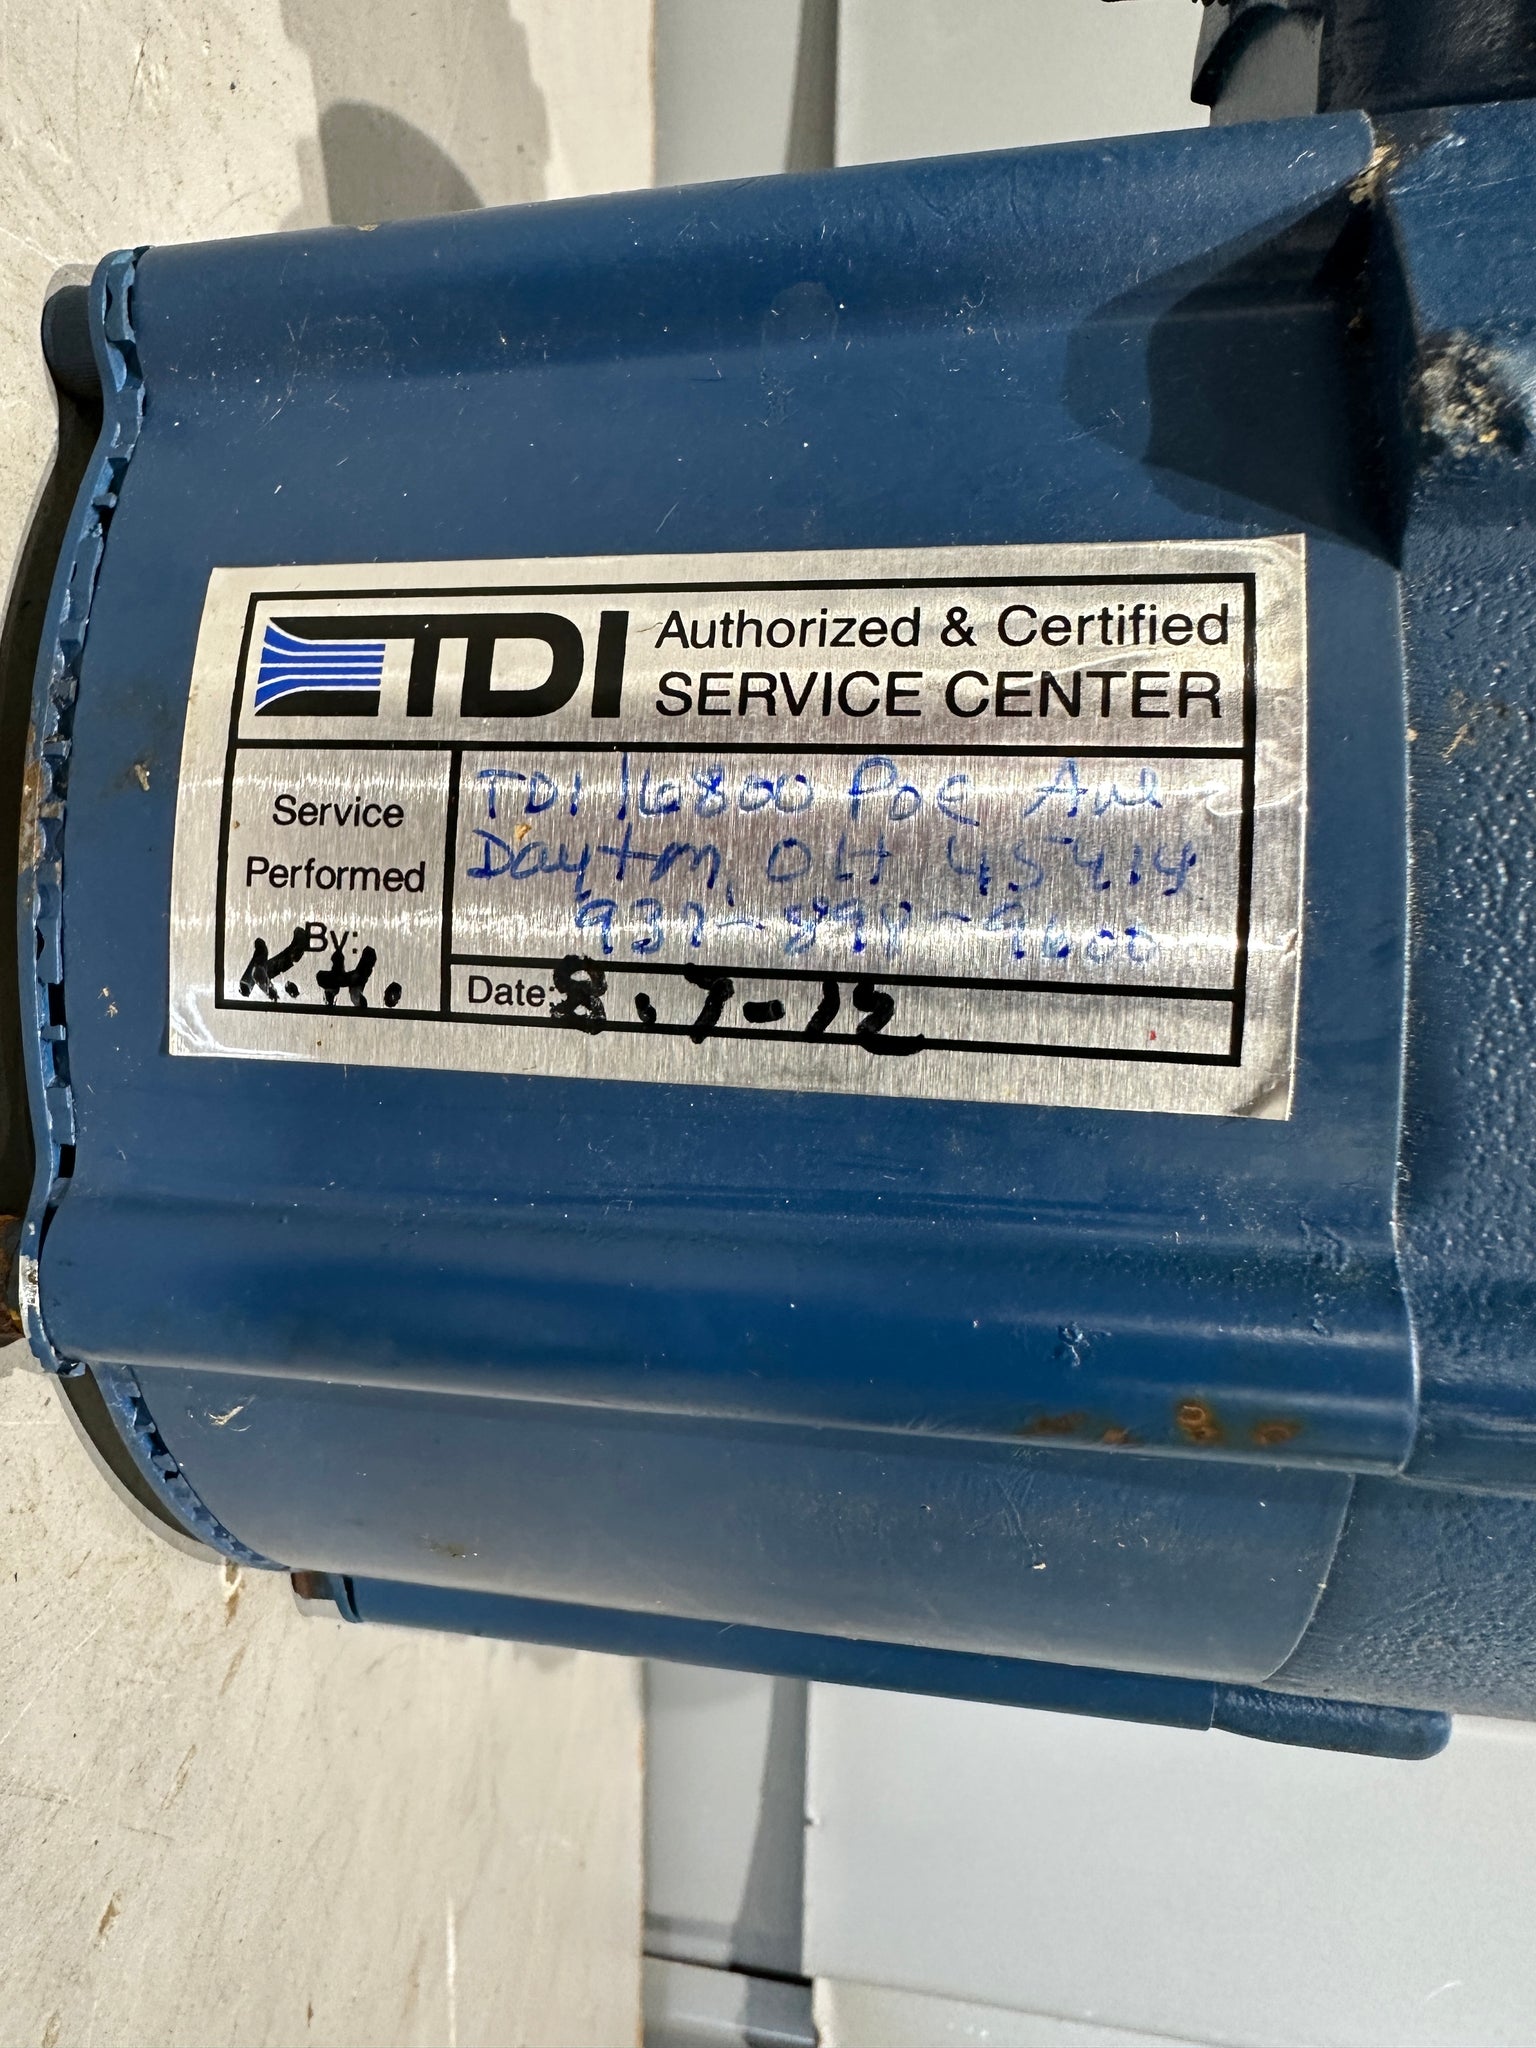 TDI Authorized & Certified
SERVICE CENTER
Service
Performed
By:
K.H.
TDI / 6800 Poe Ave
Dayton, OH 45414
937-898-9600
Date: 8.7-12